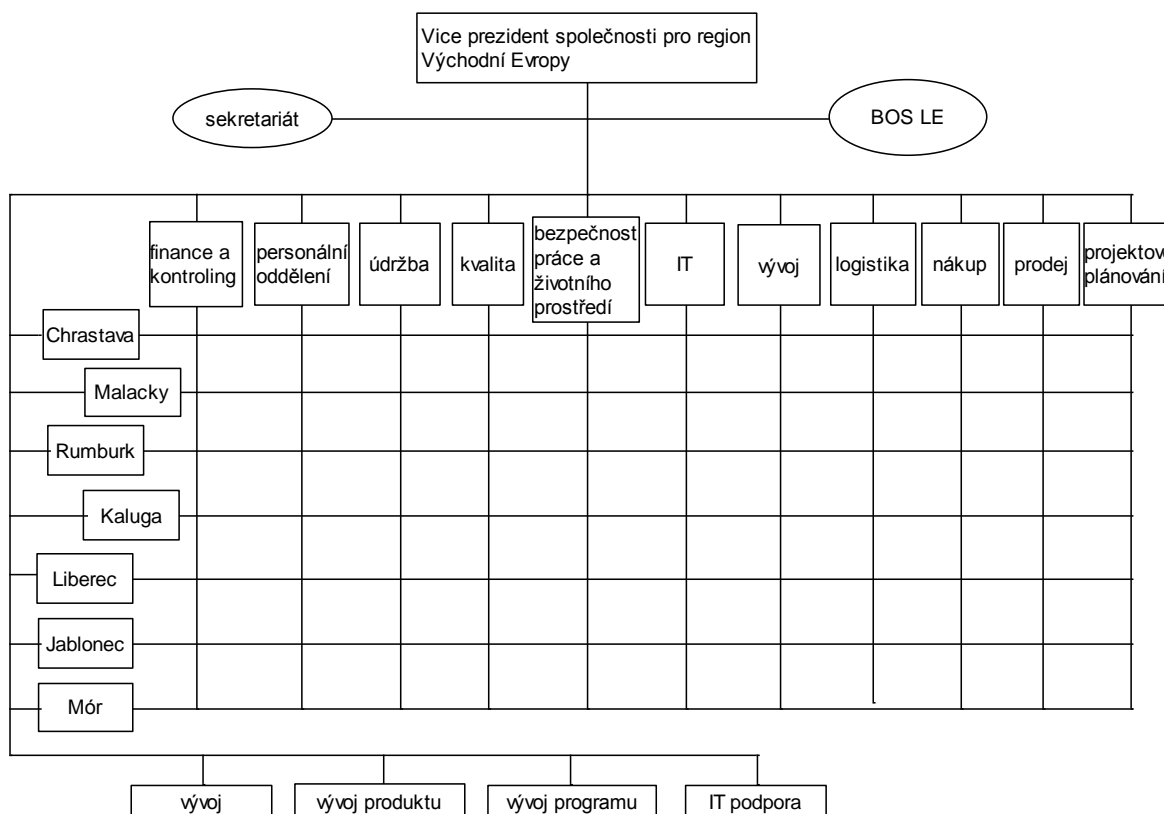 Vice prezident společnosti pro region
Východní Evropy
sekretariát
BOS LE
finance a
kontroling
personální
oddělení
údržba
kvalita
bezpečnost
práce a
životního
prostředí
IT
vývoj
logistika
nákup
prodej
projektové
plánování
Chrastava
Malacky
Rumburk
Kaluga
Liberec
Jablonec
Mór
vývoj
vývoj produktu
vývoj programu
IT podpora